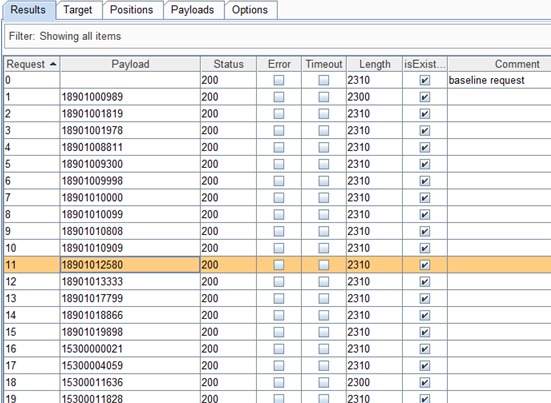 Results Target Positions Payloads Options
Filter: Showing all items
Request Payload Status Error Timeout Length isExist... Comment
0 200 2310 baseline request
1 18901000989 200 2300
2 18901001819 200 2310
3 18901001978 200 2310
4 18901008811 200 2310
5 18901009300 200 2310
6 18901009998 200 2310
7 18901010000 200 2310
8 18901010099 200 2310
9 18901010808 200 2310
10 18901010909 200 2310
11 18901012580 200 2310
12 18901013333 200 2310
13 18901017799 200 2310
14 18901018866 200 2310
15 18901019898 200 2310
16 15300000021 200 2310
17 15300004059 200 2310
18 15300011636 200 2300
19 15300011828 200 2310